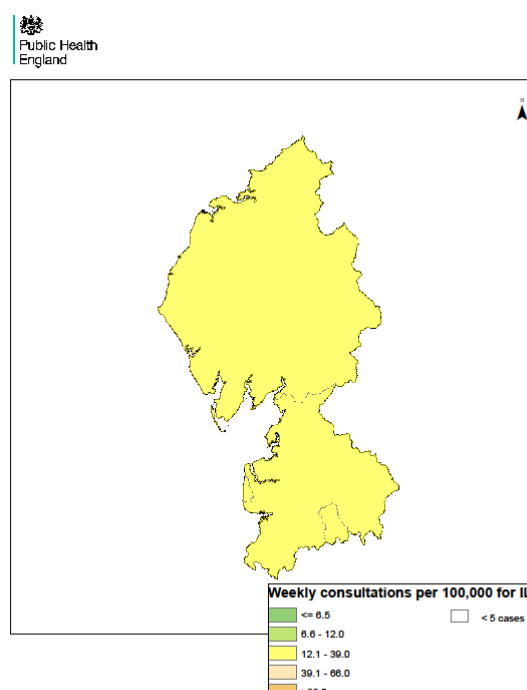 Public Health
England
Weekly consultations per 100,000 for IL
<= 6.5
< 5 cases
6.6 - 12.0
12.1 - 39.0
39.1 - 66.0